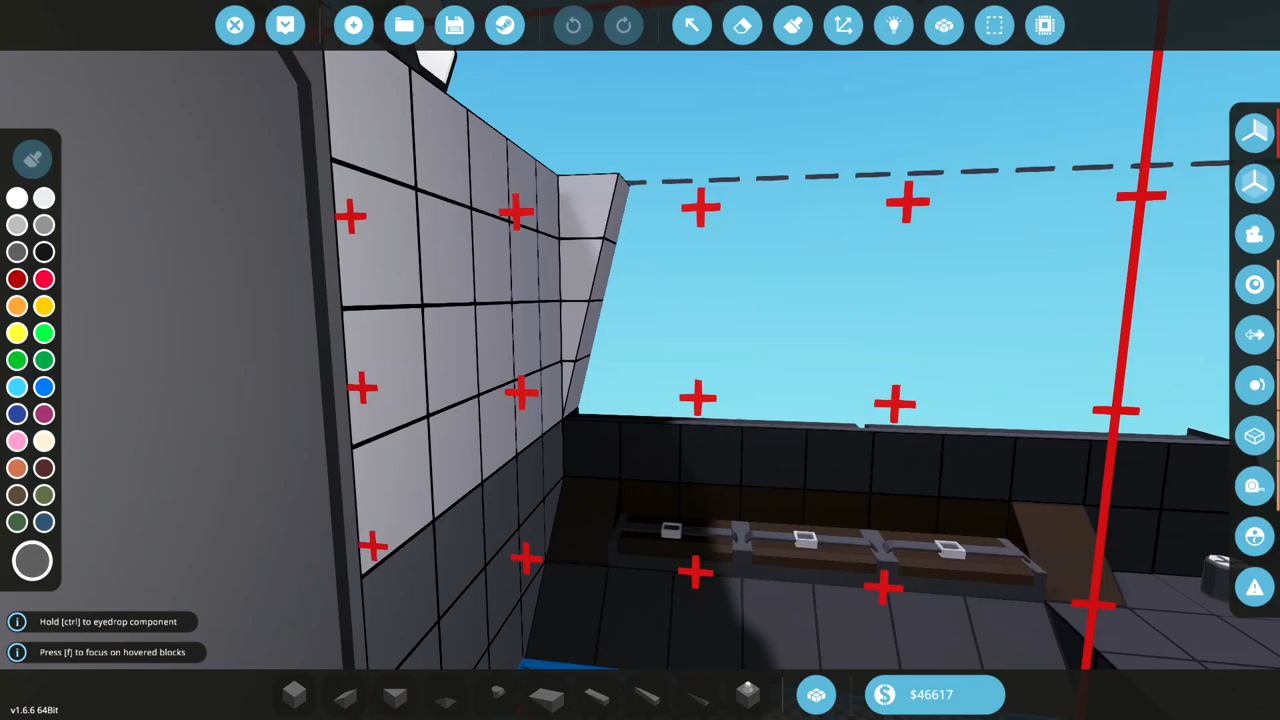 Hold [ctrl] to eyedrop component
Press [f] to focus on hovered blocks
$46617
v1.6.6 64Bit